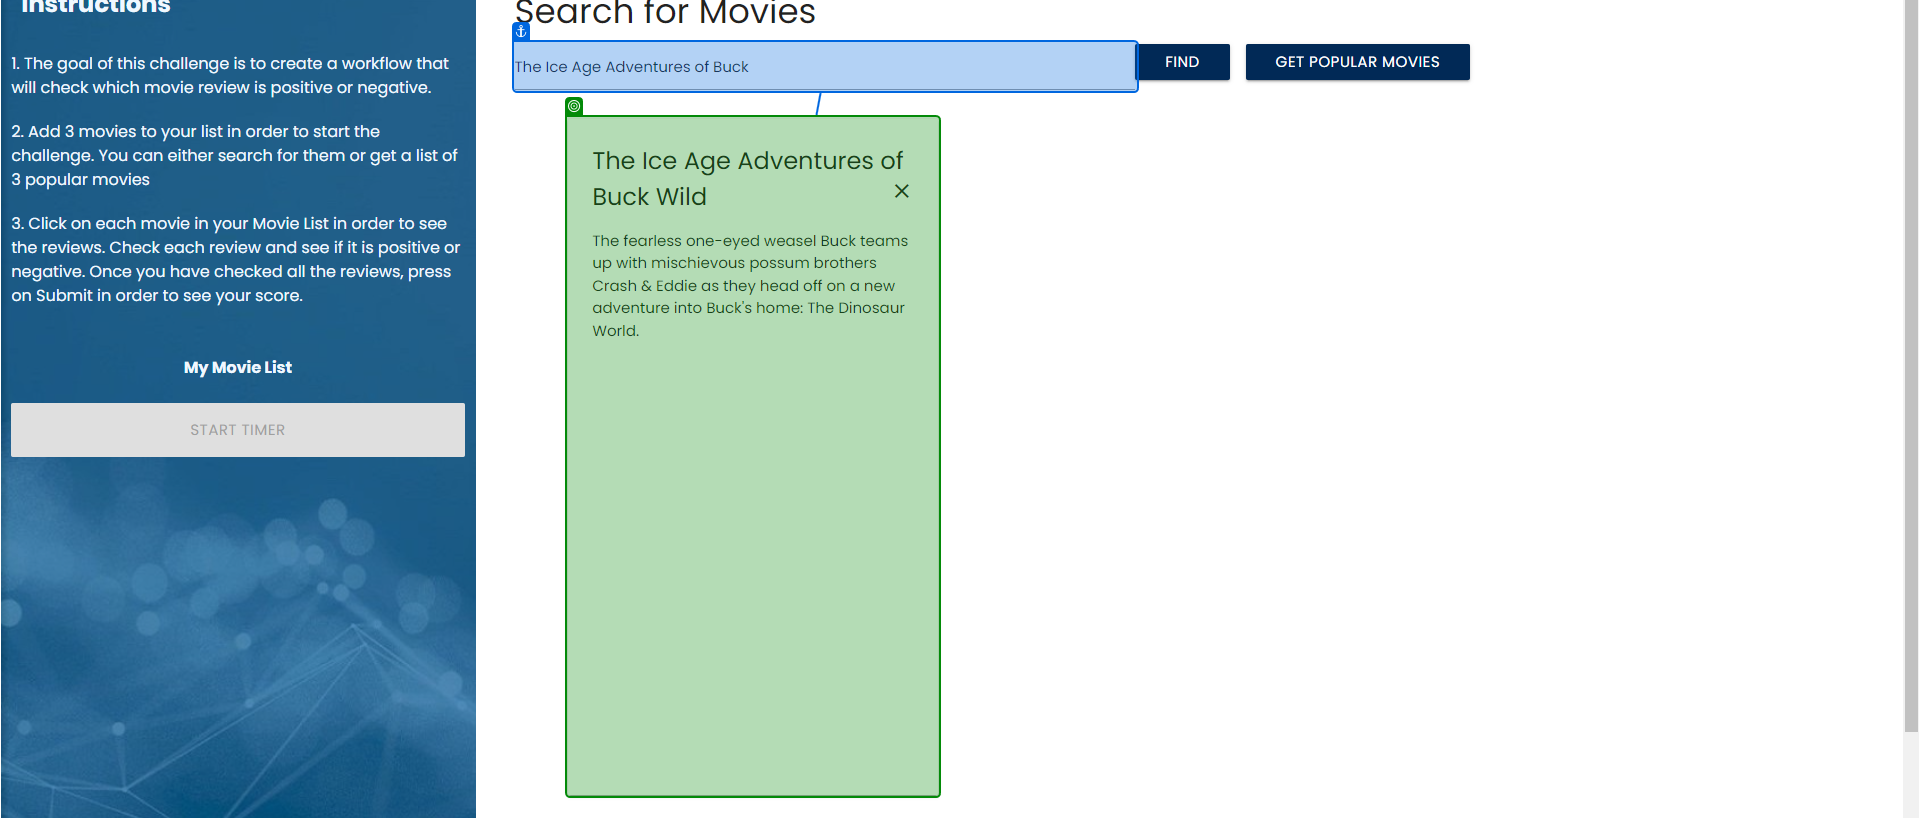 Instructions
1. The goal of this challenge is to create a workflow that
will check which movie review is positive or negative.
2. Add 3 movies to your list in order to start the
challenge. You can either search for them or get a list of
3 popular movies
3. Click on each movie in your Movie List in order to see
the reviews. Check each review and see if it is positive or
negative. Once you have checked all the reviews, press
on Submit in order to see your score.
My Movie List
START TIMER
Search for Movies
The Ice Age Adventures of Buck
FIND
GET POPULAR MOVIES
The Ice Age Adventures of
Buck Wild
The fearless one-eyed weasel Buck teams
up with mischievous possum brothers
Crash & Eddie as they head off on a new
adventure into Buck's home: The Dinosaur
World.